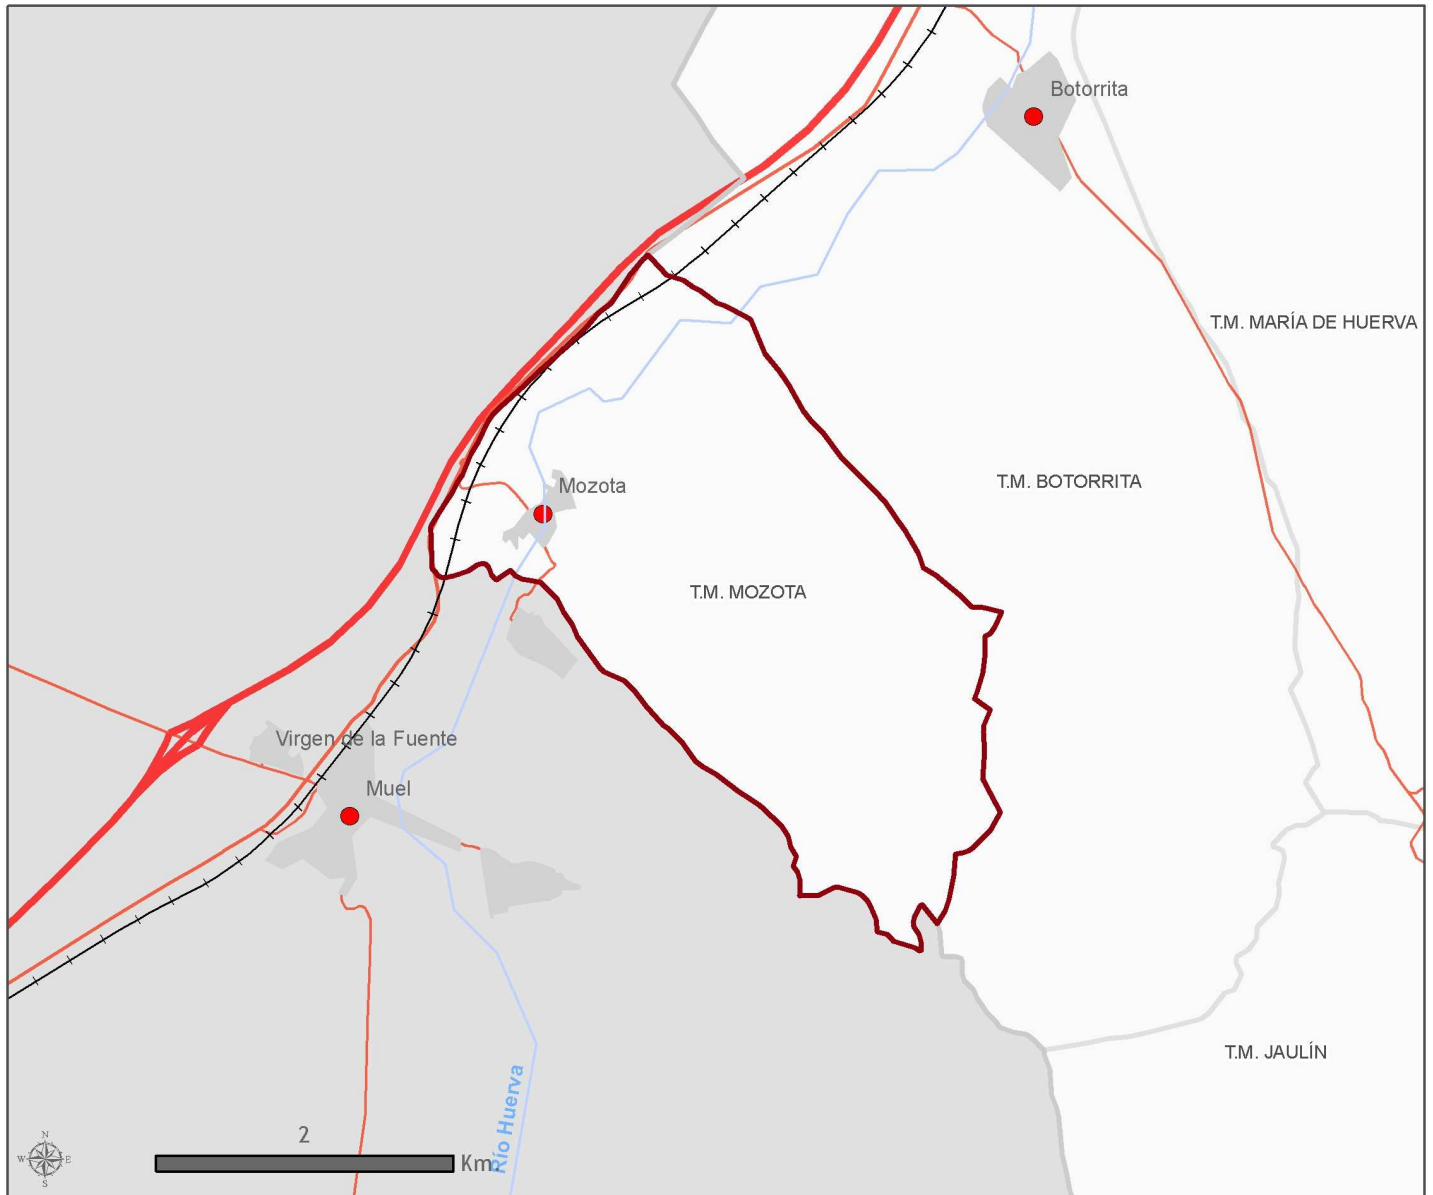 Botorrita
T.M. MARÍA DE HUERVA
T.M. BOTORRITA
Mozota
T.M. MOZOTA
Virgen de la Fuente
Muel
T.M. JAULÍN
Río Huerva
2
Km.
N
W E
S